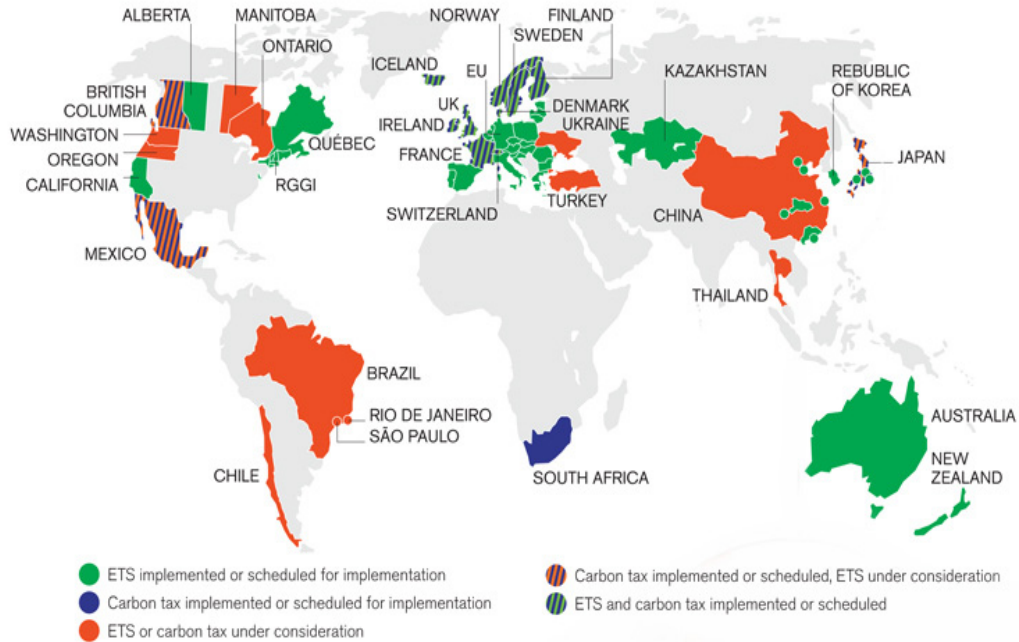 ALBERTA
MANITOBA
ONTARIO
BRITISH
COLUMBIA
WASHINGTON
OREGON
CALIFORNIA
QUÉBEC
RGGI
MEXICO
NORWAY
FINLAND
SWEDEN
ICELAND
EU
UK
IRELAND
DENMARK
UKRAINE
FRANCE
SWITZERLAND
TURKEY
KAZAKHSTAN
REPUBLIC
OF KOREA
JAPAN
CHINA
THAILAND
BRAZIL
RIO DE JANEIRO
SÃO PAULO
CHILE
SOUTH AFRICA
AUSTRALIA
NEW
ZEALAND
ETS implemented or scheduled for implementation
Carbon tax implemented or scheduled for implementation
ETS or carbon tax under consideration
Carbon tax implemented or scheduled, ETS under consideration
ETS and carbon tax implemented or scheduled